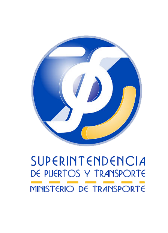 SUPERINTENDENCIA
DE PUERTOS Y TRANSPORTE
MINISTERIO DE TRANSPORTE